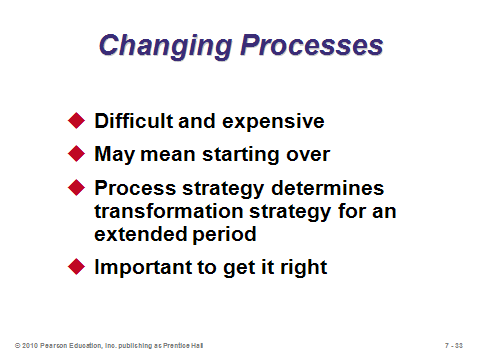 Changing Processes
Difficult and expensive
May mean starting over
Process strategy determines
transformation strategy for an
extended period
Important to get it right
© 2010 Pearson Education, Inc. publishing as Prentice Hall
7 - 33